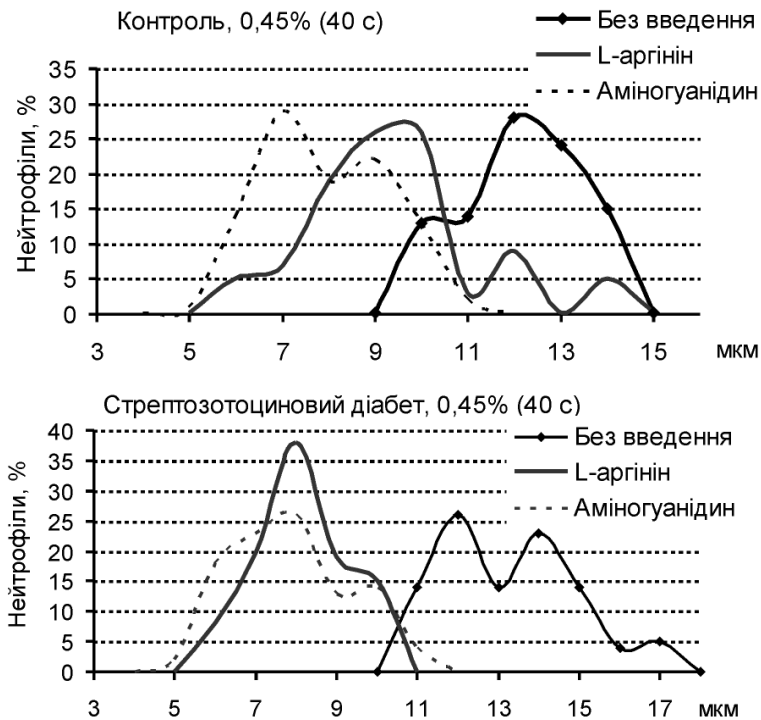 Контроль, 0,45% (40 с)
Без введення
L-аргінін
Аміногуанідин
Нейтрофіли, %
35
30
25
20
15
10
5
0
3 5 7 9 11 13 15 мкм
Стрептозотоциновий діабет, 0,45% (40 с)
Без введення
L-аргінін
Аміногуанідин
Нейтрофіли, %
40
35
30
25
20
15
10
5
0
3 5 7 9 11 13 15 17 мкм